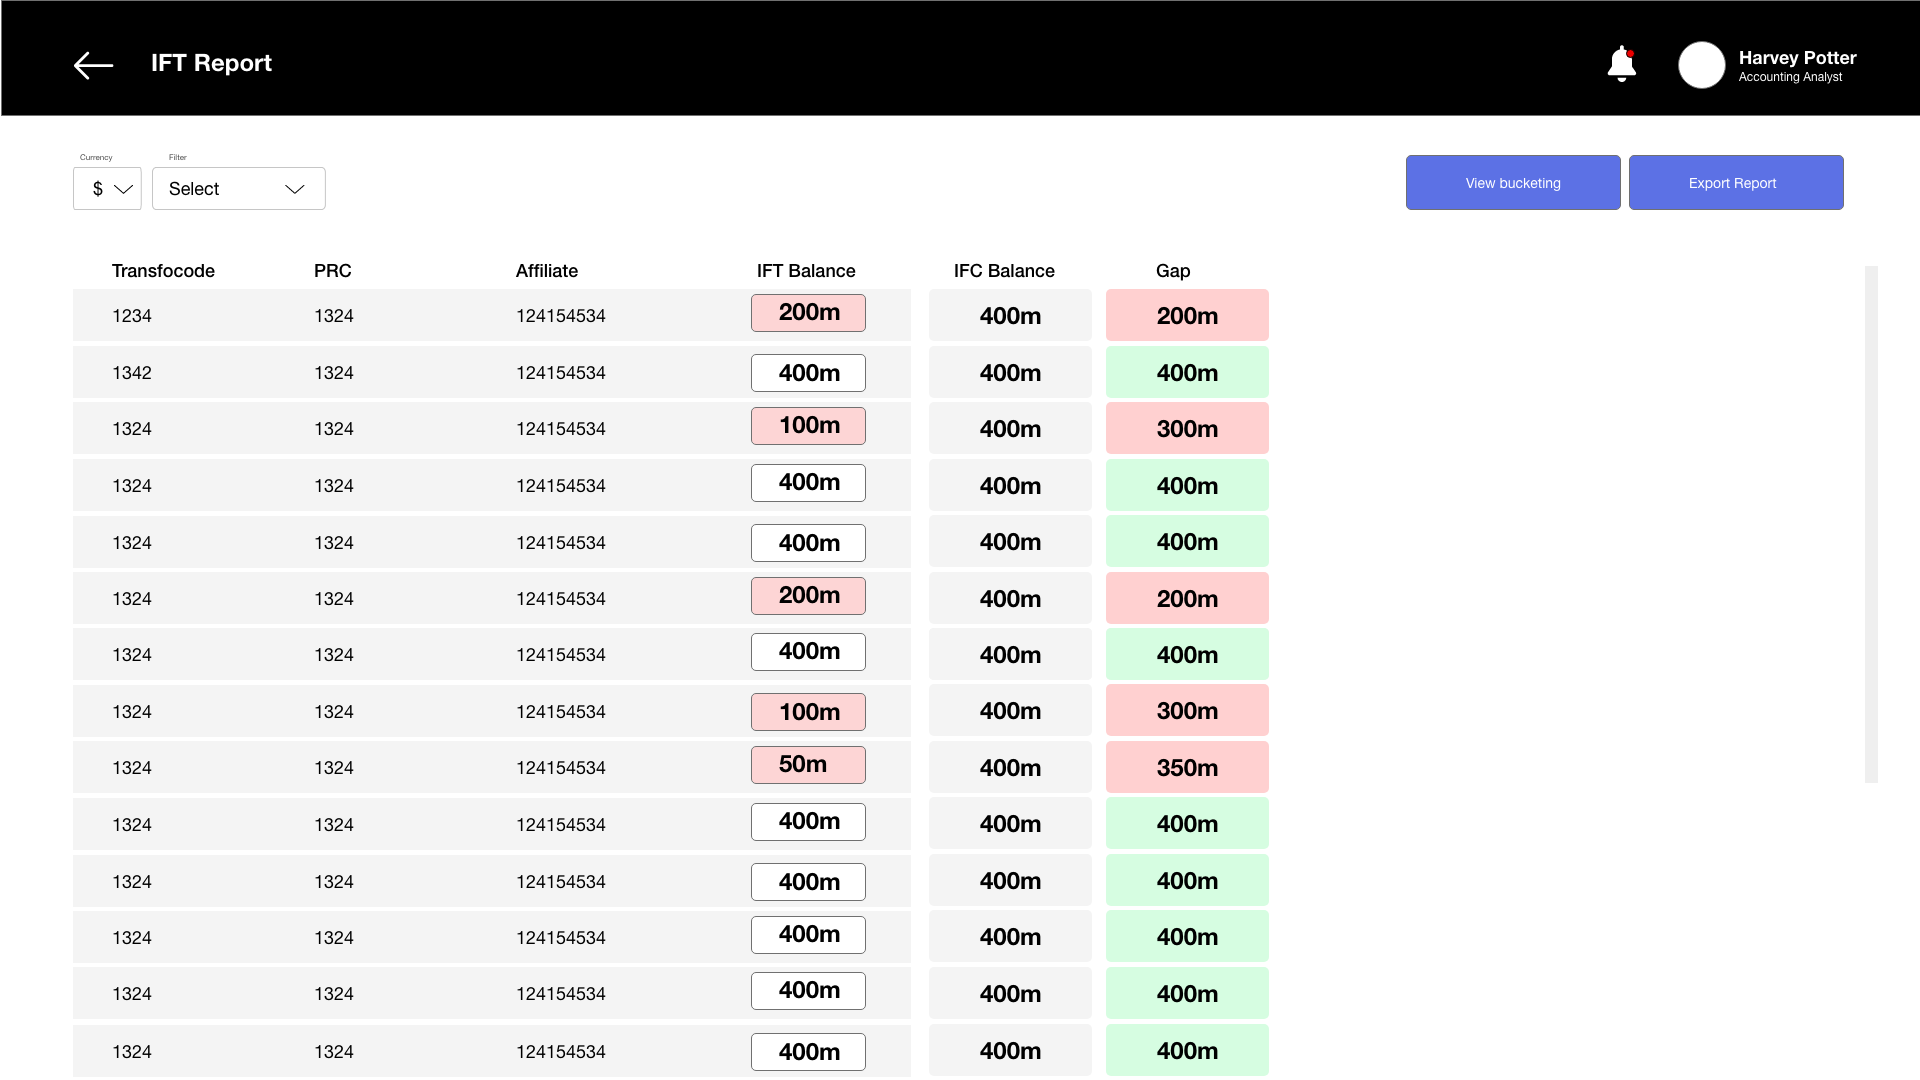 IFT Report
Harvey Potter
Accounting Analyst
Currency
Filter
$
Select
View bucketing
Export Report
Transfocode PRC Affiliate IFT Balance IFC Balance Gap
1234 1324 124154534 200m 400m 200m
1342 1324 124154534 400m 400m 400m
1324 1324 124154534 100m 400m 300m
1324 1324 124154534 400m 400m 400m
1324 1324 124154534 400m 400m 400m
1324 1324 124154534 200m 400m 200m
1324 1324 124154534 400m 400m 400m
1324 1324 124154534 100m 400m 300m
1324 1324 124154534 50m 400m 350m
1324 1324 124154534 400m 400m 400m
1324 1324 124154534 400m 400m 400m
1324 1324 124154534 400m 400m 400m
1324 1324 124154534 400m 400m 400m
1324 1324 124154534 400m 400m 400m